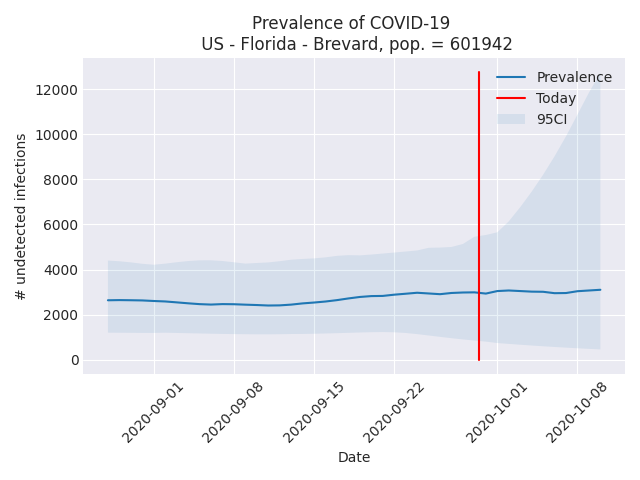 Prevalence of COVID-19
US - Florida - Brevard, pop. = 601942
Prevalence
Today
95CI
12000
10000
8000
6000
4000
2000
0
# undetected infections
2020-09-01
2020-09-08
2020-09-15
2020-09-22
2020-10-01
2020-10-08
Date